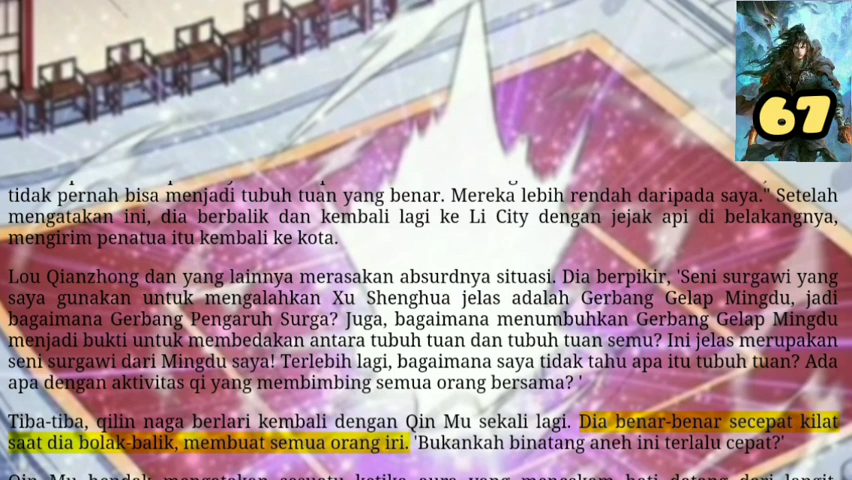 67
tidak pernah bisa menjadi tubuh tuan yang benar. Mereka lebih rendah daripada saya." Setelah
mengatakan ini, dia berbalik dan kembali lagi ke Li City dengan jejak api di belakangnya,
mengirim penatua itu kembali ke kota.
Lou Qianzhong dan yang lainnya merasakan absurdnya situasi. Dia berpikir, 'Seni surgawi yang
saya gunakan untuk mengalahkan Xu Shenghua jelas adalah Gerbang Gelap Mingdu, jadi
bagaimana Gerbang Pengaruh Surga? Juga, bagaimana menumbuhkan Gerbang Gelap Mingdu
menjadi bukti untuk membedakan antara tubuh tuan dan tubuh tuan semu? Ini jelas merupakan
seni surgawi dari Mingdu saya! Terlebih lagi, bagaimana saya tidak tahu apa itu tubuh tuan? Ada
apa dengan aktivitas qi yang membimbing semua orang bersama? '
Tiba-tiba, qilin naga berlari kembali dengan Qin Mu sekali lagi. Dia benar-benar secepat kilat
saat dia bolak-balik, membuat semua orang iri. 'Bukankah binatang aneh ini terlalu cepat?'